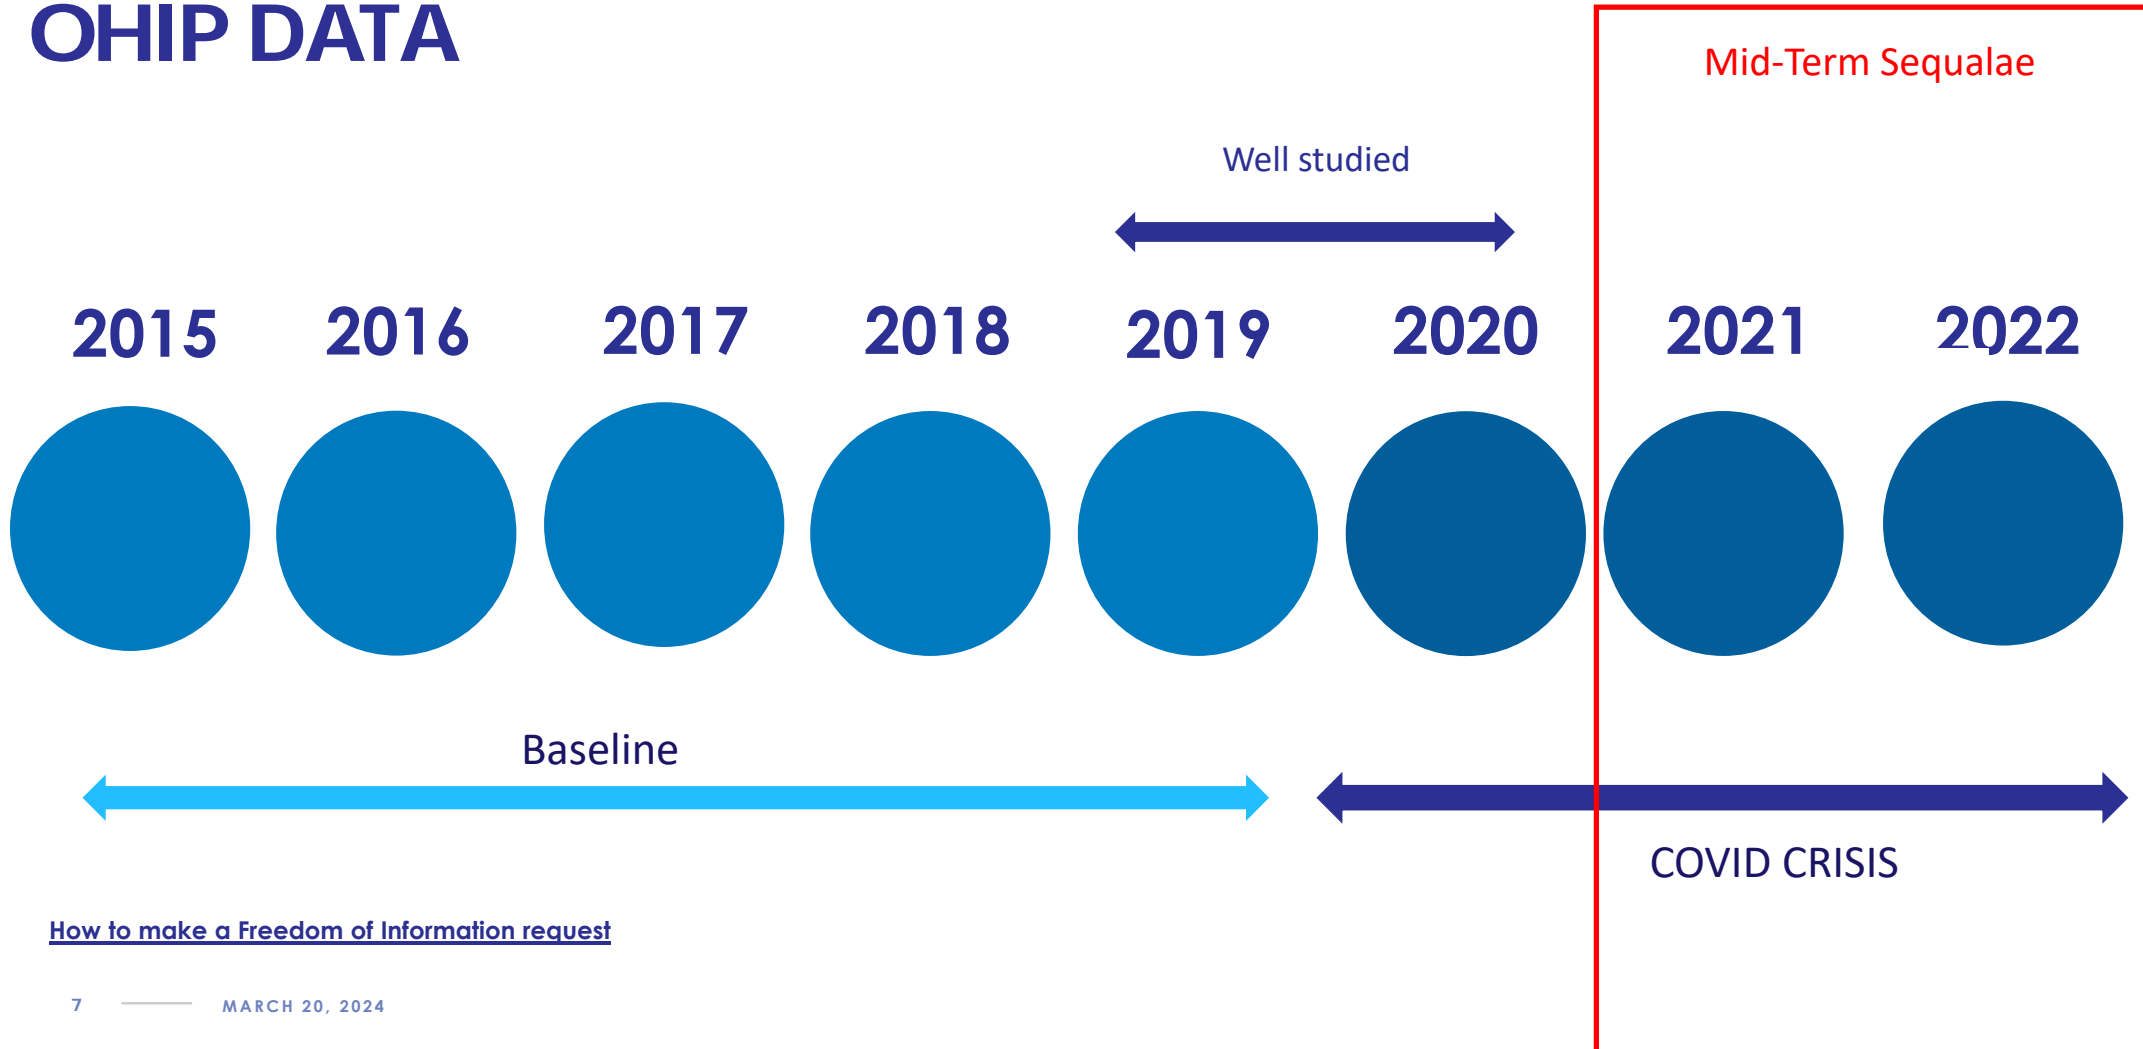 OHIP DATA
Mid-Term Sequalae
Well studied
2015 2016 2017 2018 2019 2020 2021 2022
Baseline
COVID CRISIS
How to make a Freedom of Information request
7 MARCH 20, 2024